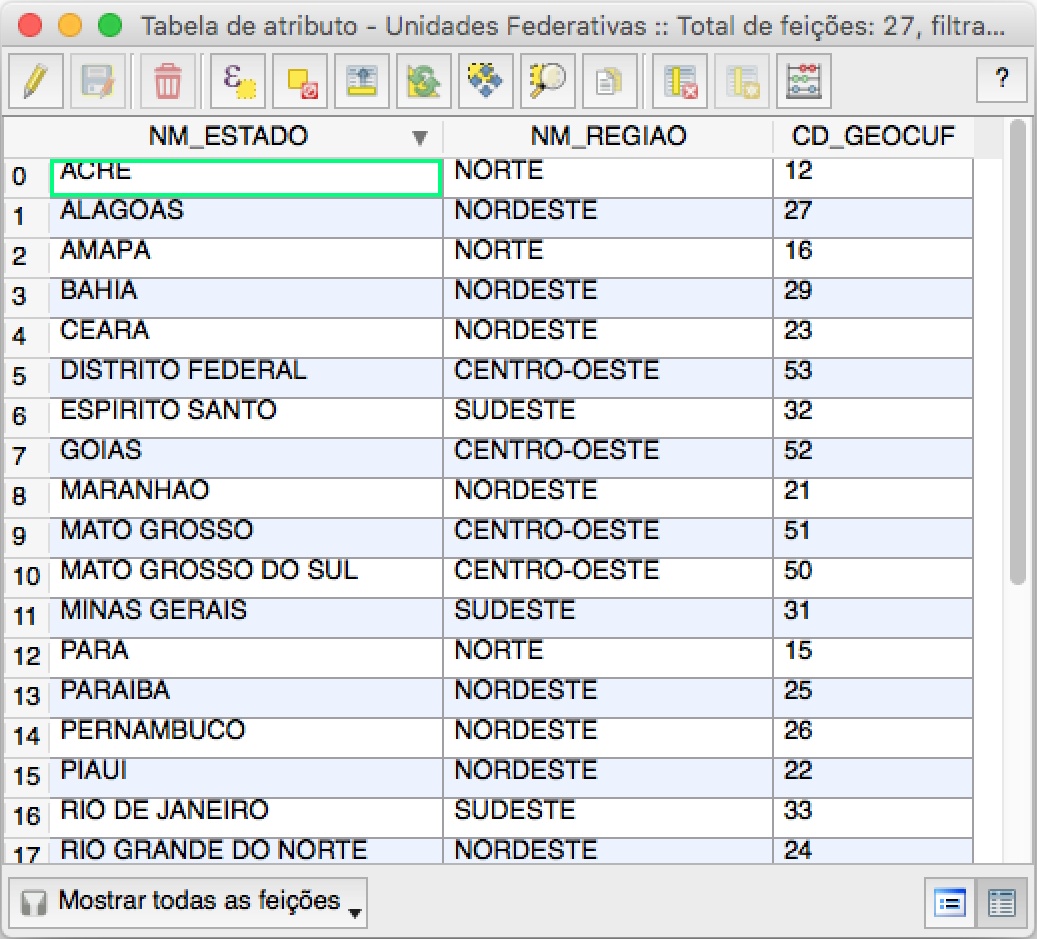 Tabela de atributo - Unidades Federativas :: Total de feições: 27, filtra...
ε
?
NM_ESTADO NM_REGIAO CD_GEOCUF
0 ACRE NORTE 12
1 ALAGOAS NORDESTE 27
2 AMAPA NORTE 16
3 BAHIA NORDESTE 29
4 CEARA NORDESTE 23
5 DISTRITO FEDERAL CENTRO-OESTE 53
6 ESPIRITO SANTO SUDESTE 32
7 GOIAS CENTRO-OESTE 52
8 MARANHAO NORDESTE 21
9 MATO GROSSO CENTRO-OESTE 51
10 MATO GROSSO DO SUL CENTRO-OESTE 50
11 MINAS GERAIS SUDESTE 31
12 PARA NORTE 15
13 PARAIBA NORDESTE 25
14 PERNAMBUCO NORDESTE 26
15 PIAUI NORDESTE 22
16 RIO DE JANEIRO SUDESTE 33
17 RIO GRANDE DO NORTE NORDESTE 24
Mostrar todas as feições